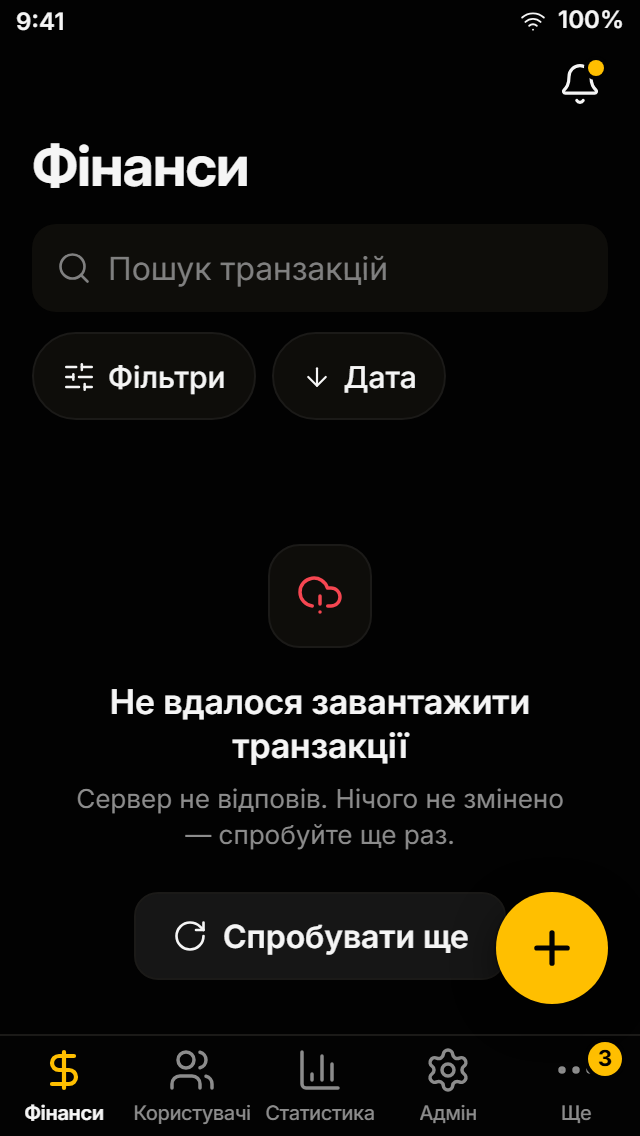 9:41
100%
Фінанси
Пошук транзакцій
Фільтри
Дата
Не вдалося завантажити
транзакції
Сервер не відповів. Нічого не змінено
— спробуйте ще раз.
Спробувати ще
3
Фінанси
Користувачі
Статистика
Адмін
Ще